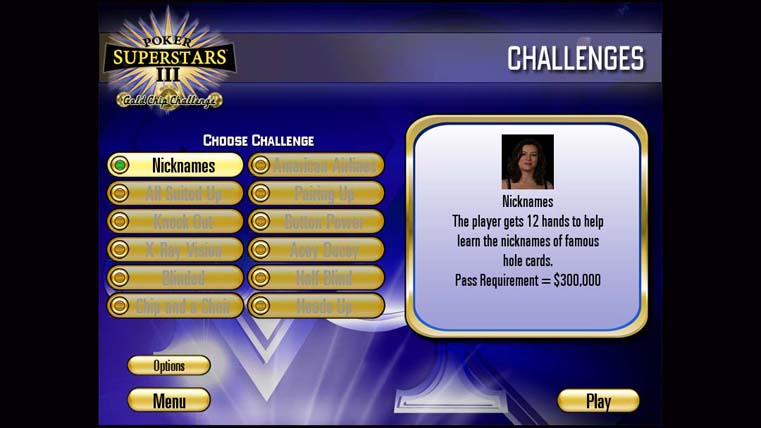 POKER
SUPERSTARS
III
Gold Chip Challenge
CHALLENGES
CHOOSE CHALLENGE
Nicknames
American Airlines
All Suited Up
Pairing Up
Knock Out
Button Power
X-Ray Vision
Acey Ducey
Blinded
Half Blind
Chip and a Chair
Heads Up
Nicknames
The player gets 12 hands to help
learn the nicknames of famous
hole cards.
Pass Requirement = $300,000
Options
Menu
Play